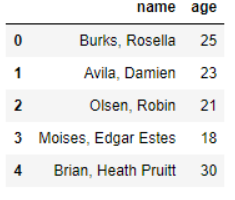 name age
0 Burks, Rosella 25
1 Avila, Damien 23
2 Olsen, Robin 21
3 Moises, Edgar Estes 18
4 Brian, Heath Pruitt 30